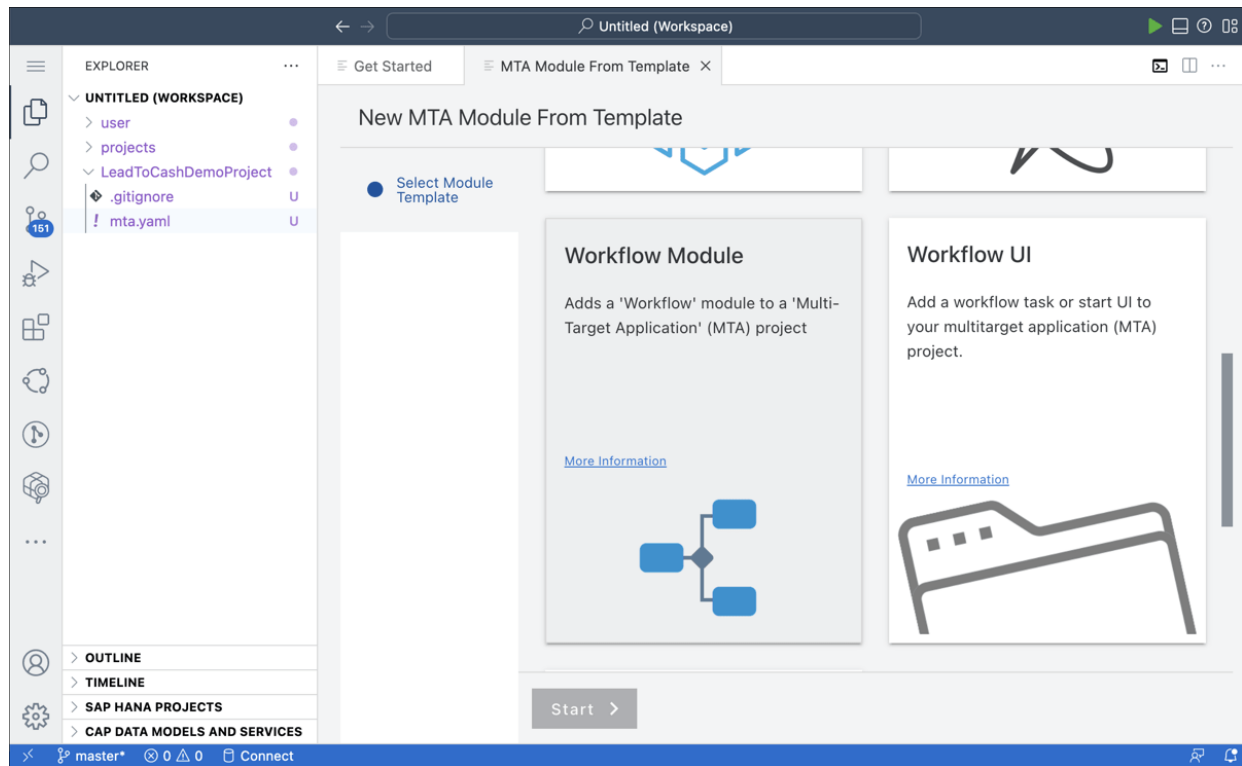 Untitled (Workspace)
EXPLORER
UNTITLED (WORKSPACE)
user
projects
LeadToCashDemoProject
.gitignore U
! mta.yaml U
151
OUTLINE
TIMELINE
SAP HANA PROJECTS
CAP DATA MODELS AND SERVICES
Get Started
MTA Module From Template
New MTA Module From Template
Select Module
Template
Workflow Module
Adds a 'Workflow' module to a 'Multi-
Target Application' (MTA) project
More Information
Workflow UI
Add a workflow task or start UI to
your multitarget application (MTA)
project.
More Information
Start
master* 0 0 Connect